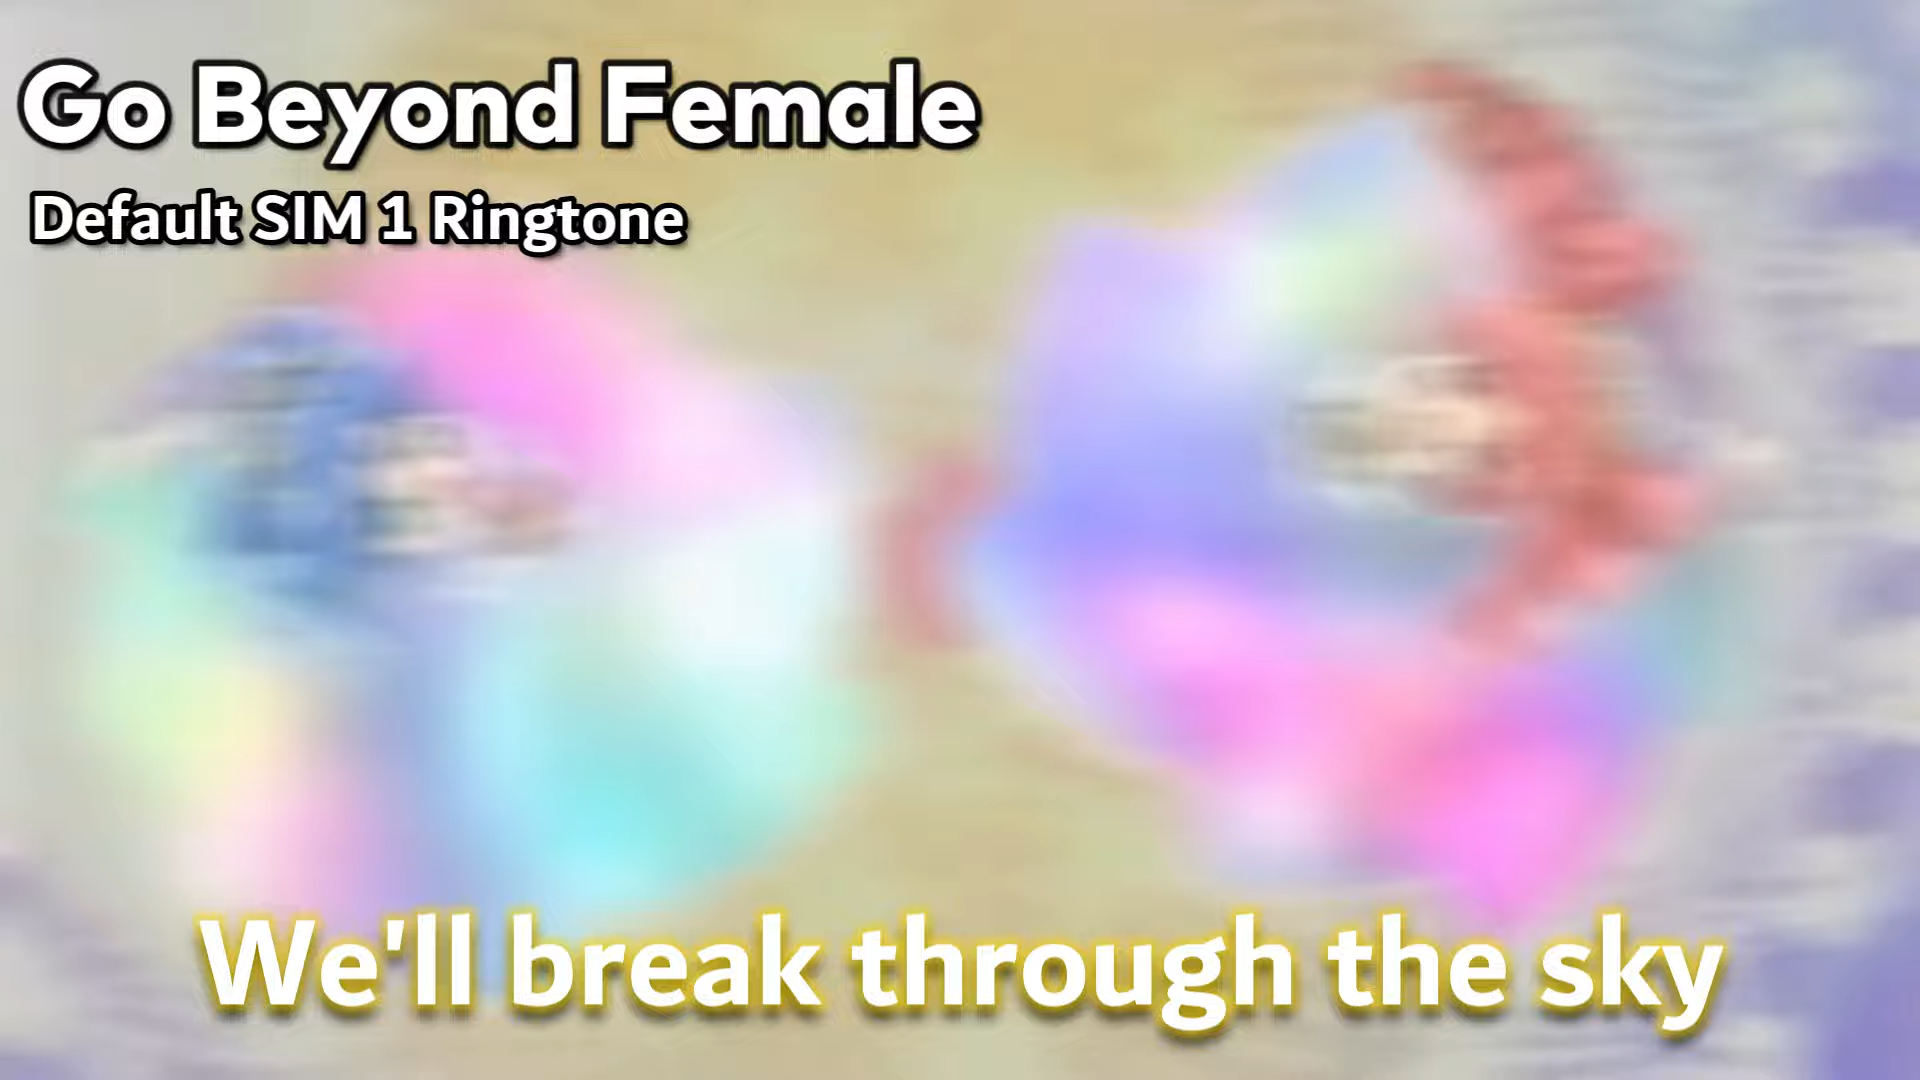 Go Beyond Female
Default SIM 1 Ringtone
We'll break through the sky